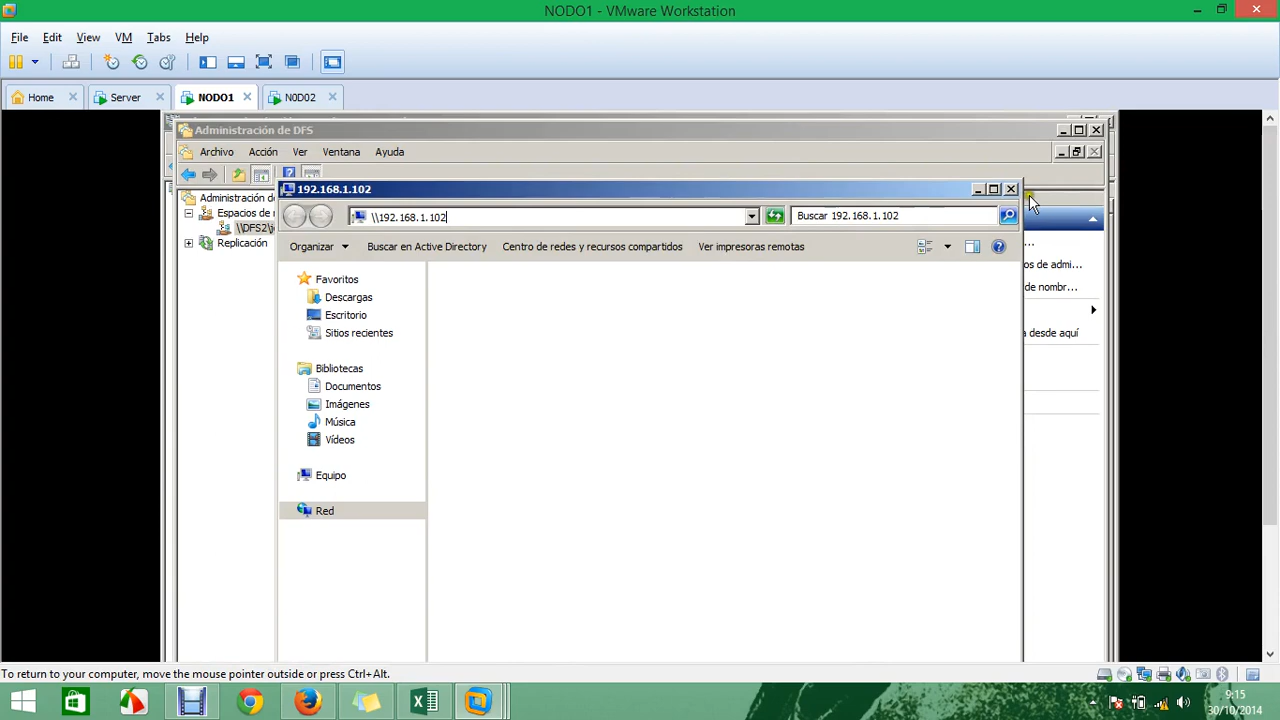 NODO1 - VMware Workstation
File Edit View VM Tabs Help
Home Server NODO1 NODO2
Administración de DFS
Archivo Acción Ver Ventana Ayuda
Administración d
Espacios de
\\DFS2\
Replicación
192.168.1.102
\\192.168.1.102
Buscar 192.168.1.102
Organizar Buscar en Active Directory Centro de redes y recursos compartidos Ver impresoras remotas
Favoritos
Descargas
Escritorio
Sitios recientes
Bibliotecas
Documentos
Imágenes
Música
Vídeos
Equipo
Red
...
os de admi...
de nombr...
a desde aquí
To return to your computer, move the mouse pointer outside or press Ctrl+Alt.
9:15
30/10/2014